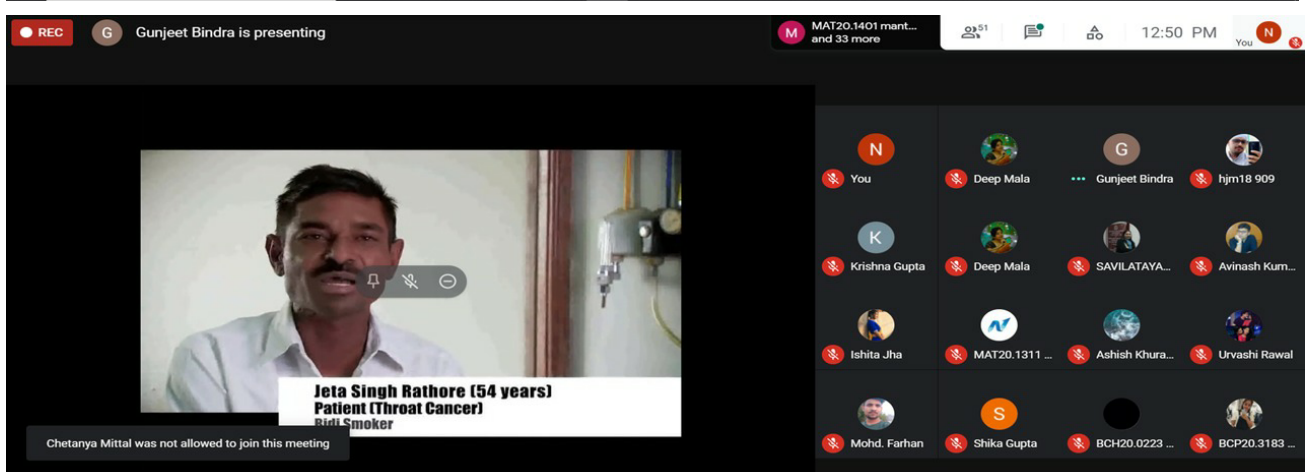 REC
G
Gunjeet Bindra is presenting
M
MAT20.1401 mant...
and 33 more
51
12:50 PM
You
N
N
You
Deep Mala
G
Gunjeet Bindra
hjm18 909
K
Krishna Gupta
Deep Mala
SAVILATAYA...
Avinash Kum...
Ishita Jha
MAT20.1311 ...
Ashish Khura...
Urvashi Rawal
Mohd. Farhan
S
Shika Gupta
BCH20.0223 ...
BCP20.3183 ...
Jeta Singh Rathore (54 years)
Patient (Throat Cancer)
Bidi Smoker
Chetanya Mittal was not allowed to join this meeting